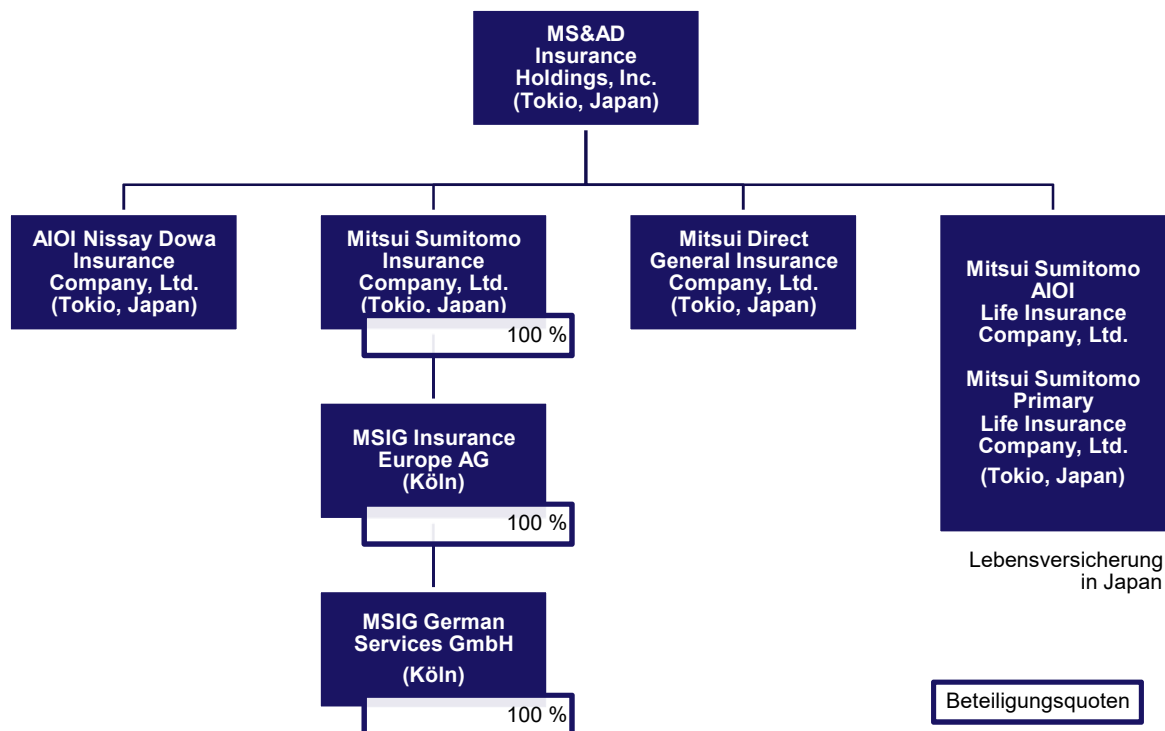 MS&AD
Insurance
Holdings, Inc.
(Tokio, Japan)
AIOI Nissay Dowa
Insurance
Company, Ltd.
(Tokio, Japan)
Mitsui Sumitomo
Insurance
Company, Ltd.
(Tokio, Japan)
100 %
Mitsui Direct
General Insurance
Company, Ltd.
(Tokio, Japan)
Mitsui Sumitomo
AIOI
Life Insurance
Company, Ltd.
Mitsui Sumitomo
Primary
Life Insurance
Company, Ltd.
(Tokio, Japan)
Lebensversicherung
in Japan
MSIG Insurance
Europe AG
(Köln)
100 %
MSIG German
Services GmbH
(Köln)
100 %
Beteiligungsquoten